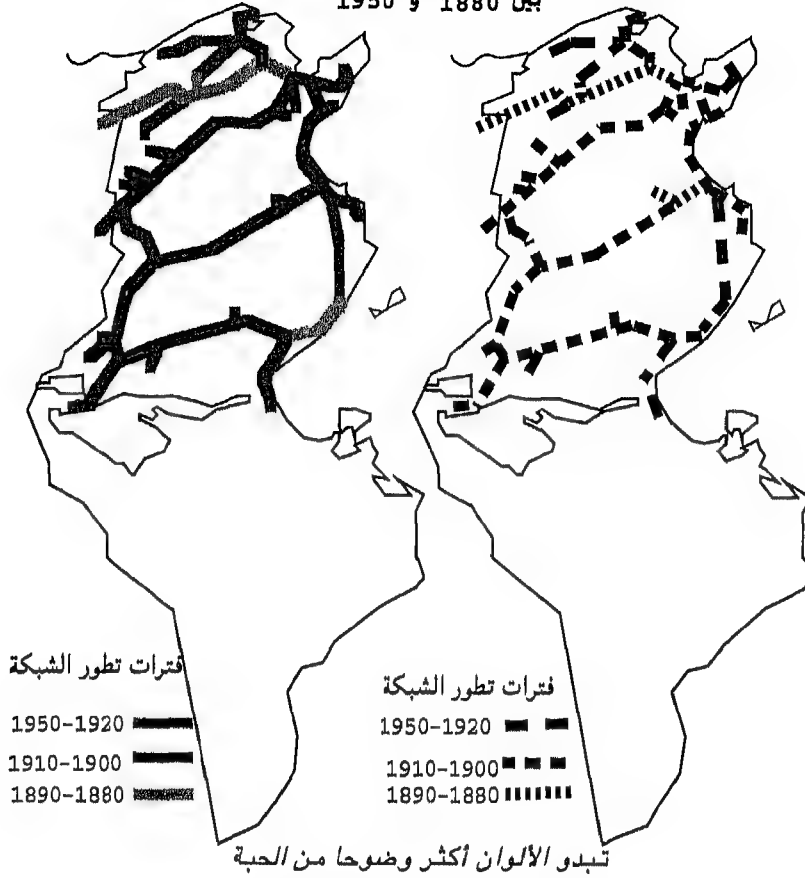 بين 1880 و 1950
فترات تطور الشبكة
1950-1920
1910-1900
1890-1880
فترات تطور الشبكة
1950-1920
1910-1900
1890-1880
تبدو الألوان أكثر وضوحا من الحبة